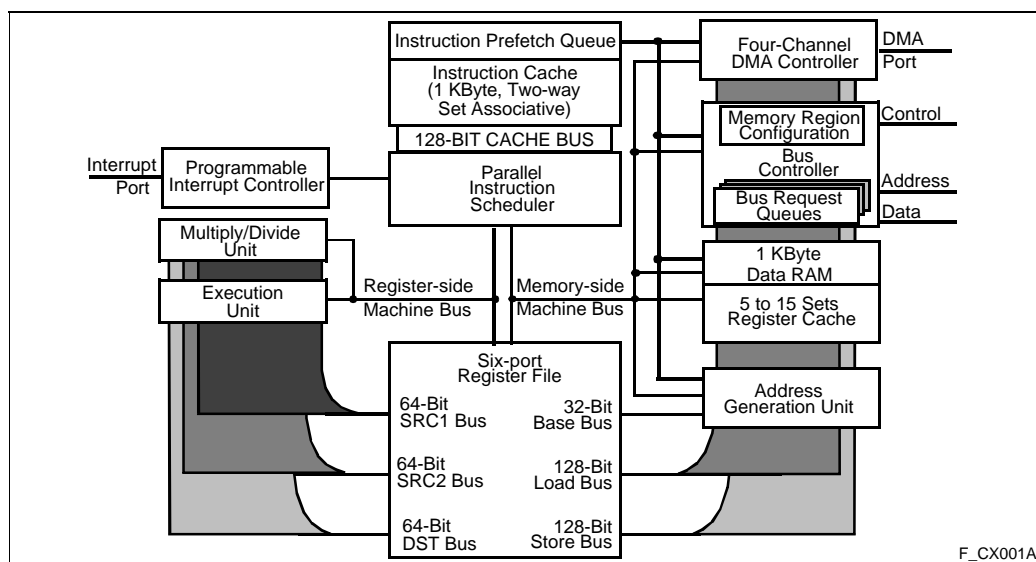 Instruction Prefetch Queue
Instruction Cache
(1 KByte, Two-way
Set Associative)
128-BIT CACHE BUS
Parallel
Instruction
Scheduler
Interrupt
Port
Programmable
Interrupt Controller
Multiply/Divide
Unit
Execution
Unit
Register-side
Machine Bus
Memory-side
Machine Bus
Four-Channel
DMA Controller
DMA
Port
Memory Region
Configuration
Bus
Controller
Bus Request
Queues
Control
Address
Data
1 KByte
Data RAM
5 to 15 Sets
Register Cache
Address
Generation Unit
Six-port
Register File
64-Bit
SRC1 Bus
32-Bit
Base Bus
64-Bit
SRC2 Bus
128-Bit
Load Bus
64-Bit
DST Bus
128-Bit
Store Bus
F_CX001A